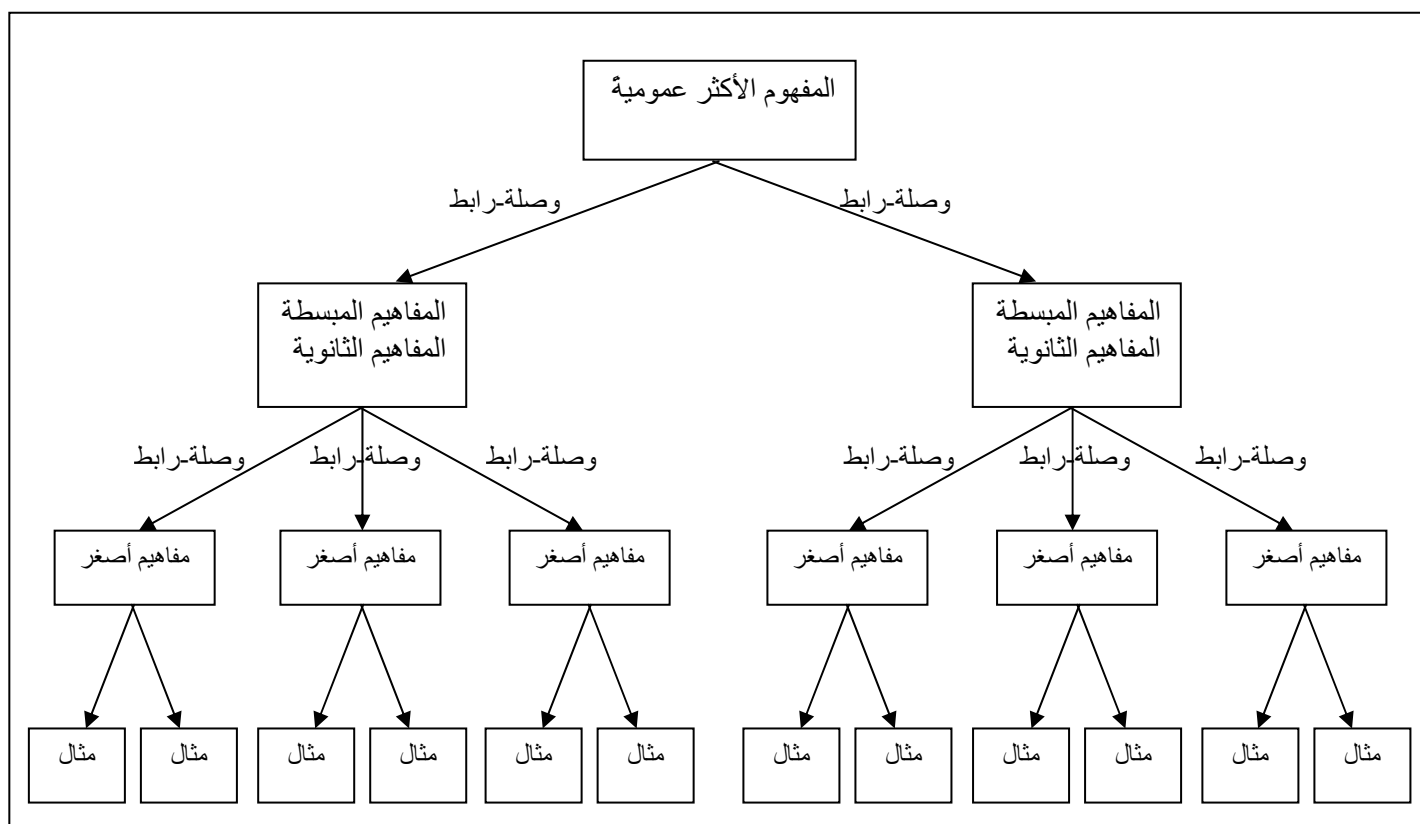 المفهوم الأكثر عموميةً
وصلة-رابط
وصلة-رابط
المفاهيم المبسطة
المفاهيم الثانوية
المفاهيم المبسطة
المفاهيم الثانوية
وصلة-رابط
وصلة-رابط
وصلة-رابط
وصلة-رابط
وصلة-رابط
وصلة-رابط
مفاهيم أصغر
مفاهيم أصغر
مفاهيم أصغر
مفاهيم أصغر
مفاهيم أصغر
مفاهيم أصغر
مثال
مثال
مثال
مثال
مثال
مثال
مثال
مثال
مثال
مثال
مثال
مثال